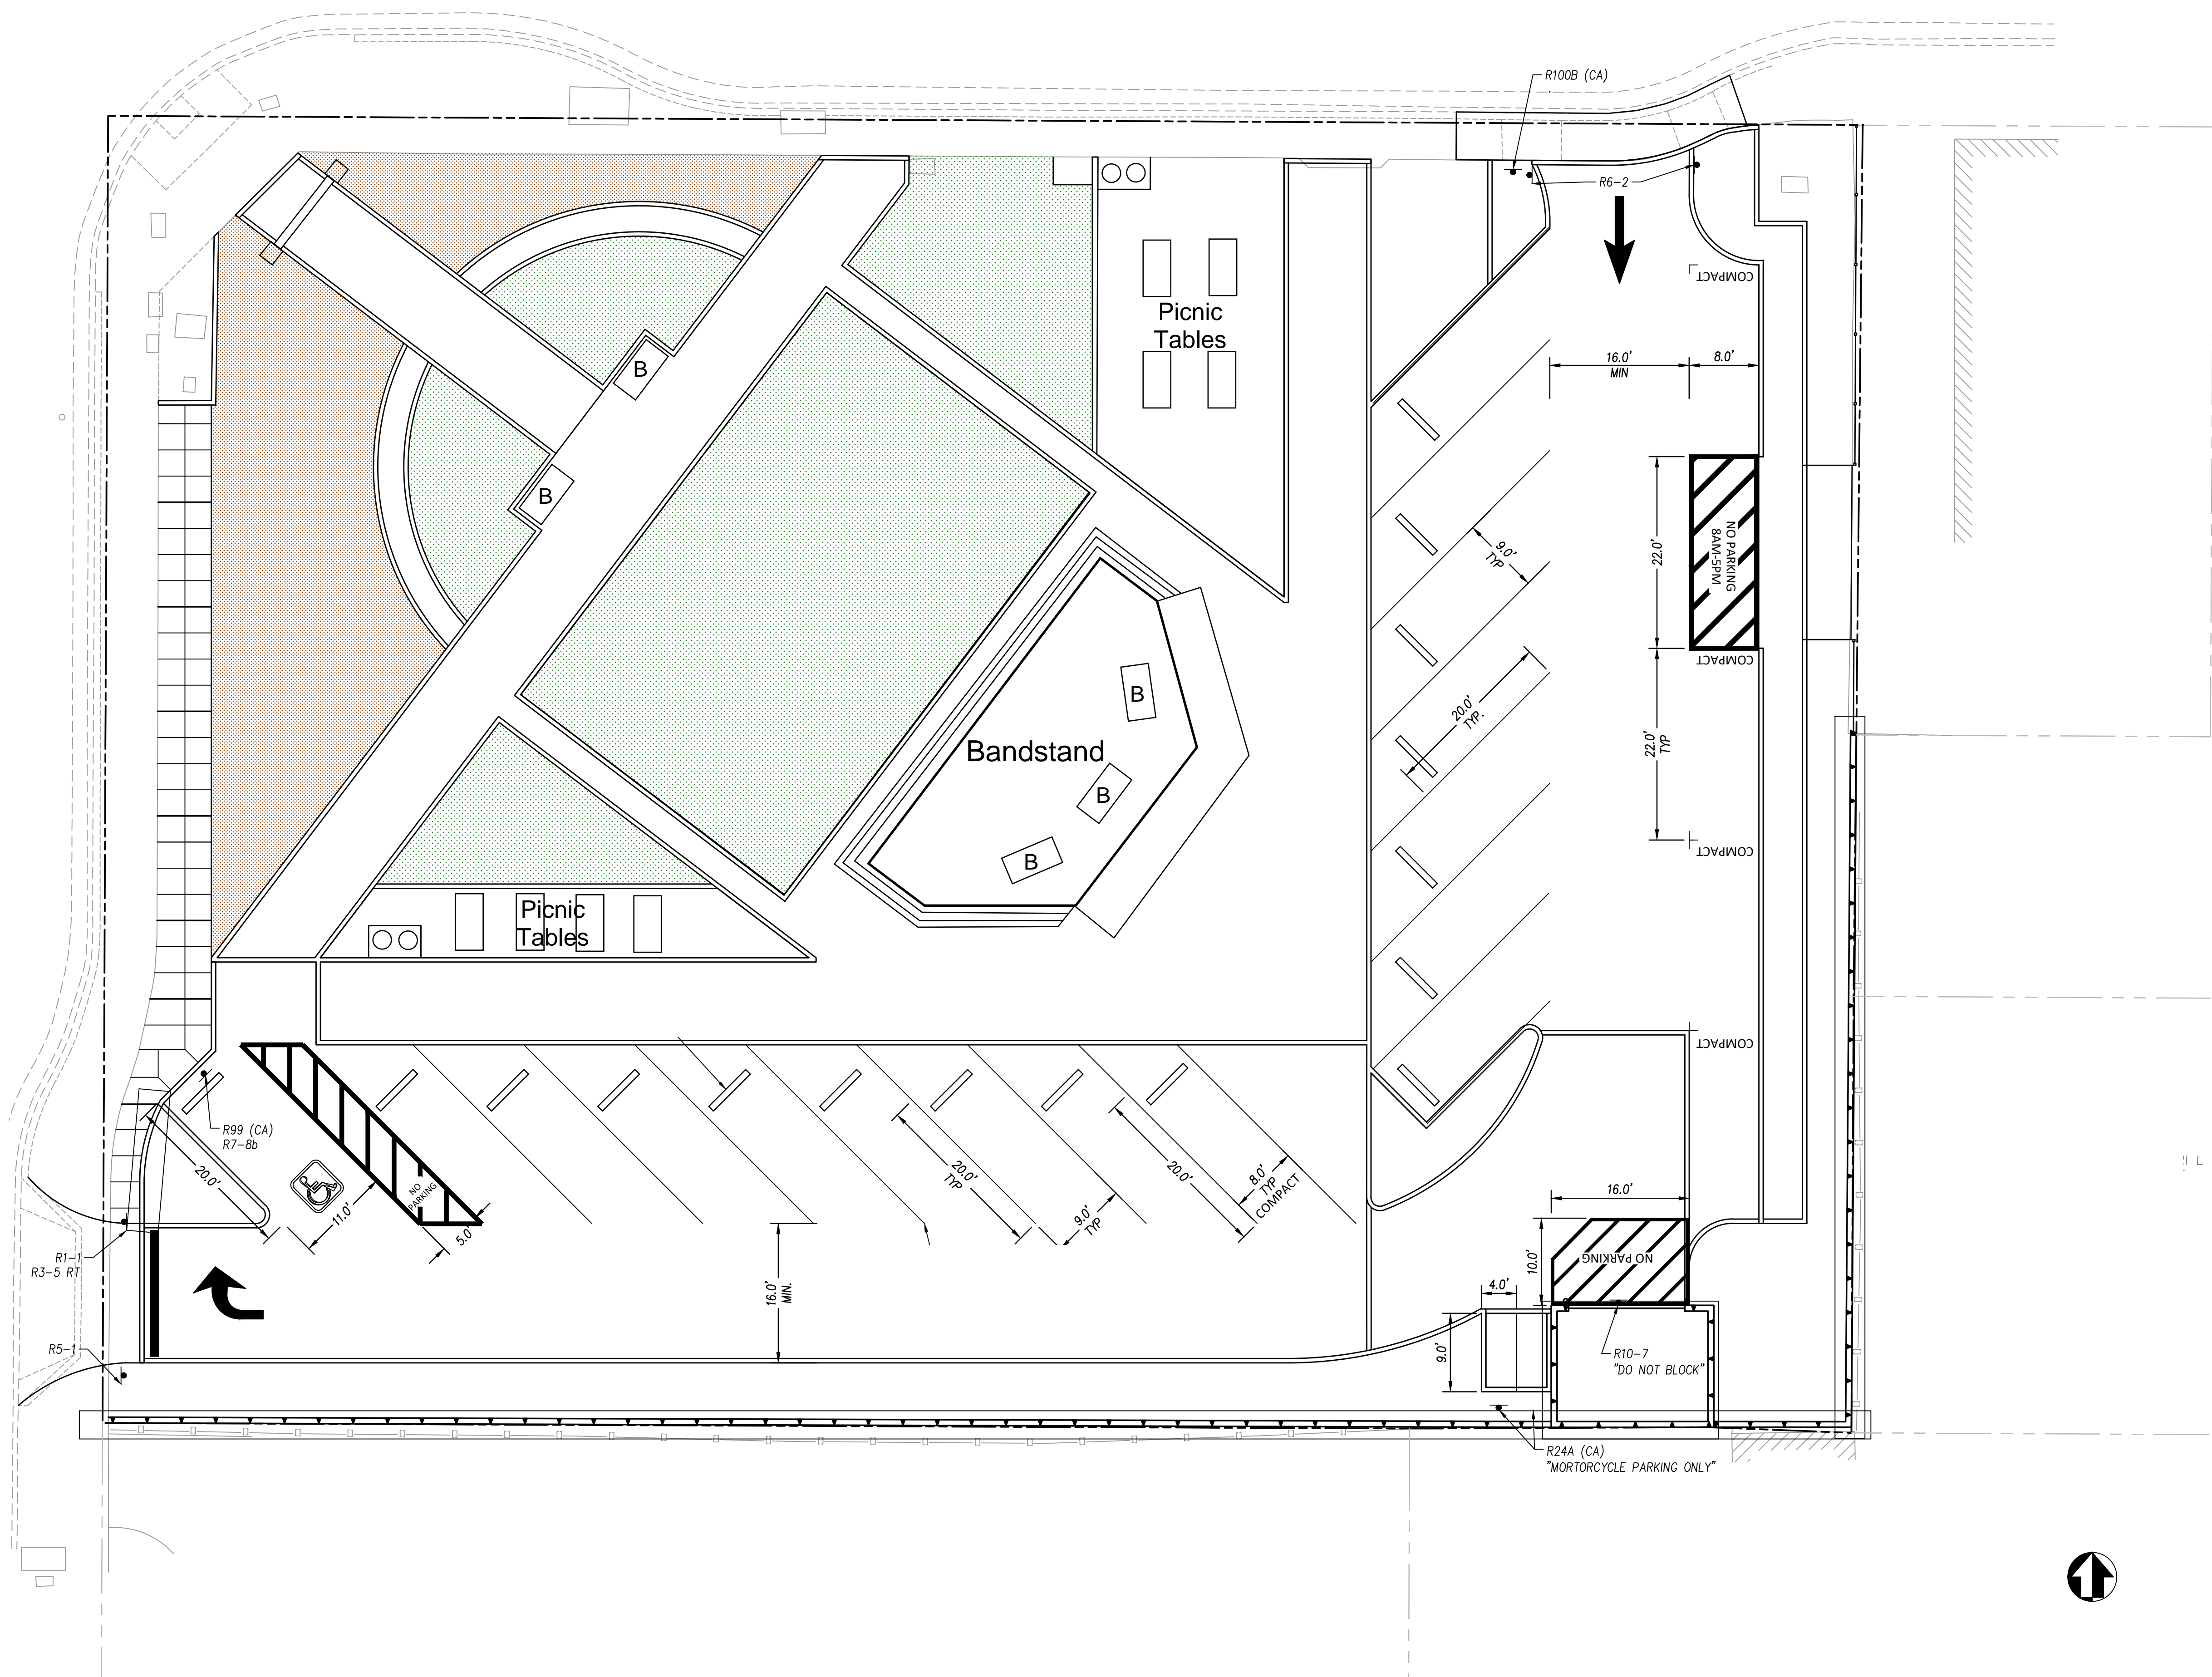 R100B (CA)
R6-2
COMPACT
16.0'
MIN
8.0'
Picnic
Tables
B
B
22.0'
NO PARKING
8AM-5PM
9.0'
TYP
COMPACT
20.0'
TYP.
22.0'
TYP
B
Bandstand
B
B
COMPACT
Picnic
Tables
COMPACT
R99 (CA)
R7-8b
20.0'
11.0'
NO
PARKING
5.0'
20.0'
TYP
9.0'
TYP
20.0'
8.0'
TYP
COMPACT
16.0'
R1-1
R3-5 RT
16.0'
MIN.
10.0'
NO PARKING
4.0'
R5-1
9.0'
R10-7
"DO NOT BLOCK"
R24A (CA)
"MORTORCYCLE PARKING ONLY"